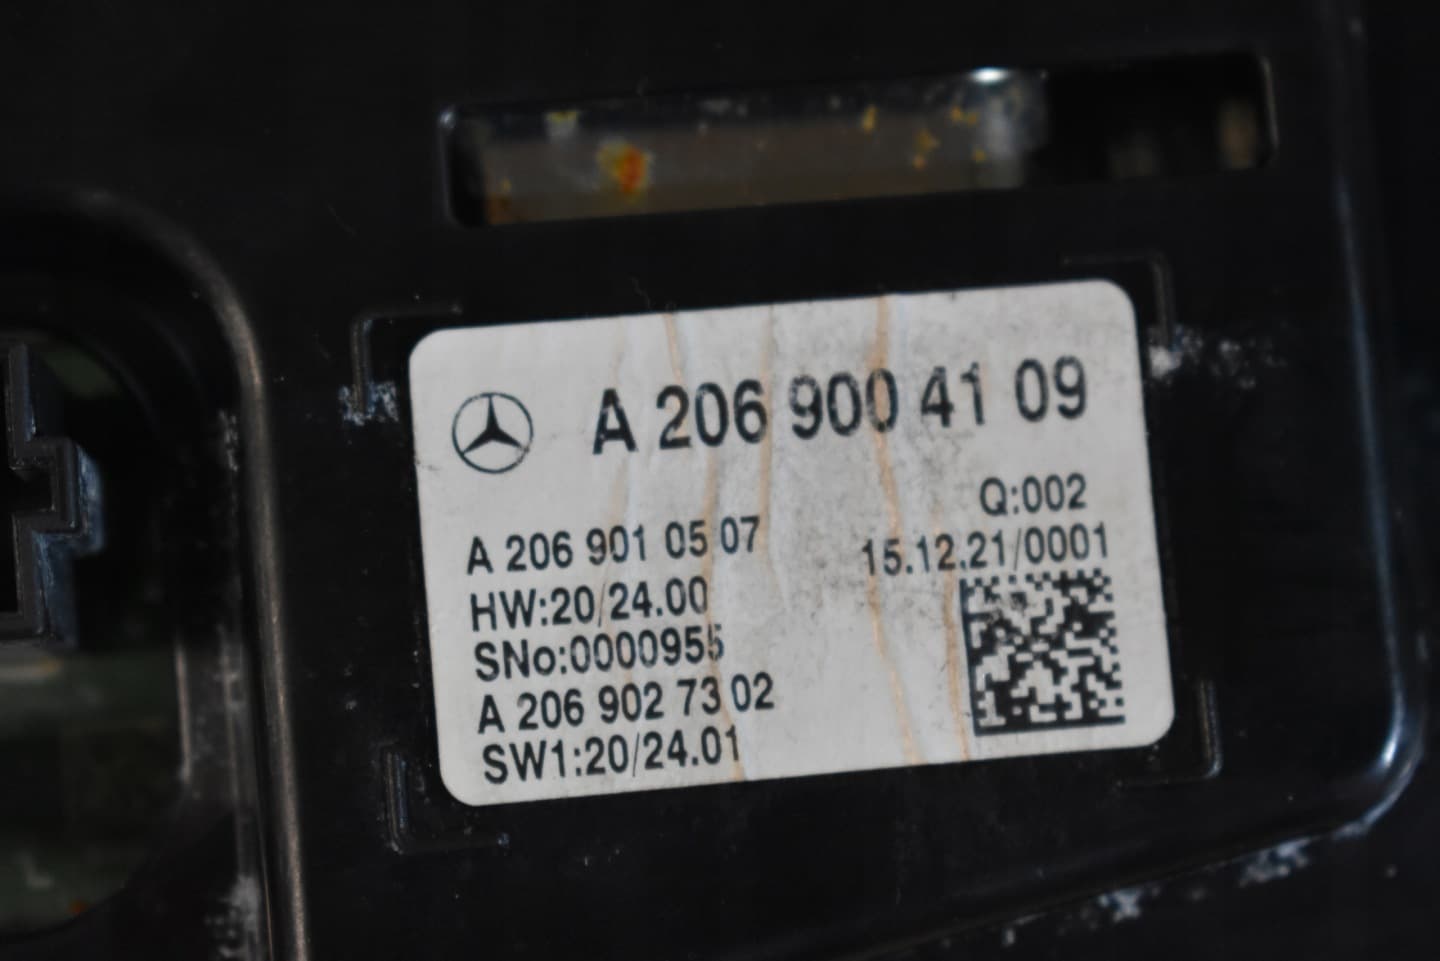 A 206 900 41 09
Q:002
A 206 901 05 07
15.12.21/0001
HW:20/24.00
SNo:0000955
A 206 902 73 02
SW1:20/24.01